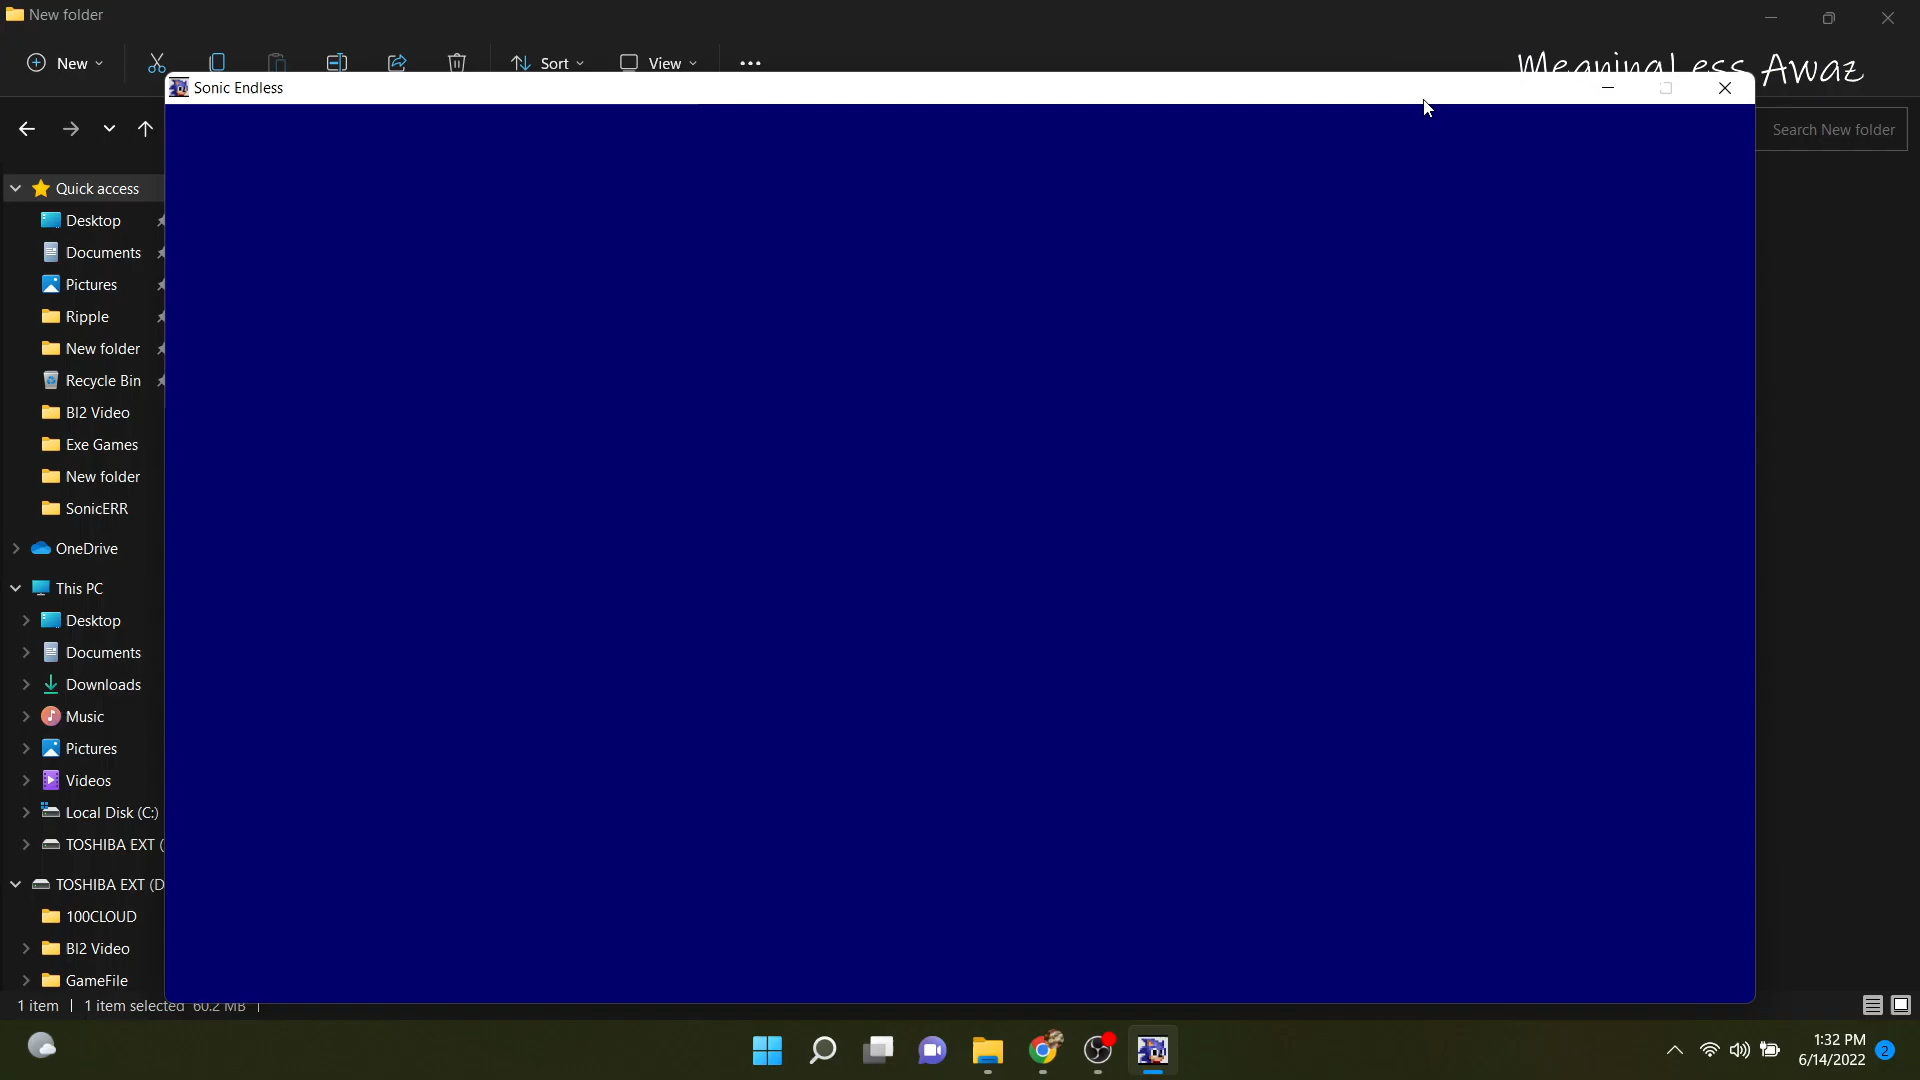 New folder
New
Sort
View
Meaningless Awaz
Sonic Endless
Search New folder
Quick access
Desktop
Documents
Pictures
Ripple
New folder
Recycle Bin
BI2 Video
Exe Games
New folder
SonicERR
OneDrive
This PC
Desktop
Documents
Downloads
Music
Pictures
Videos
Local Disk (C:)
TOSHIBA EXT (
TOSHIBA EXT (D
100CLOUD
BI2 Video
GameFile
1 item
1 item selected 60.2 MB
1:32 PM
6/14/2022
2